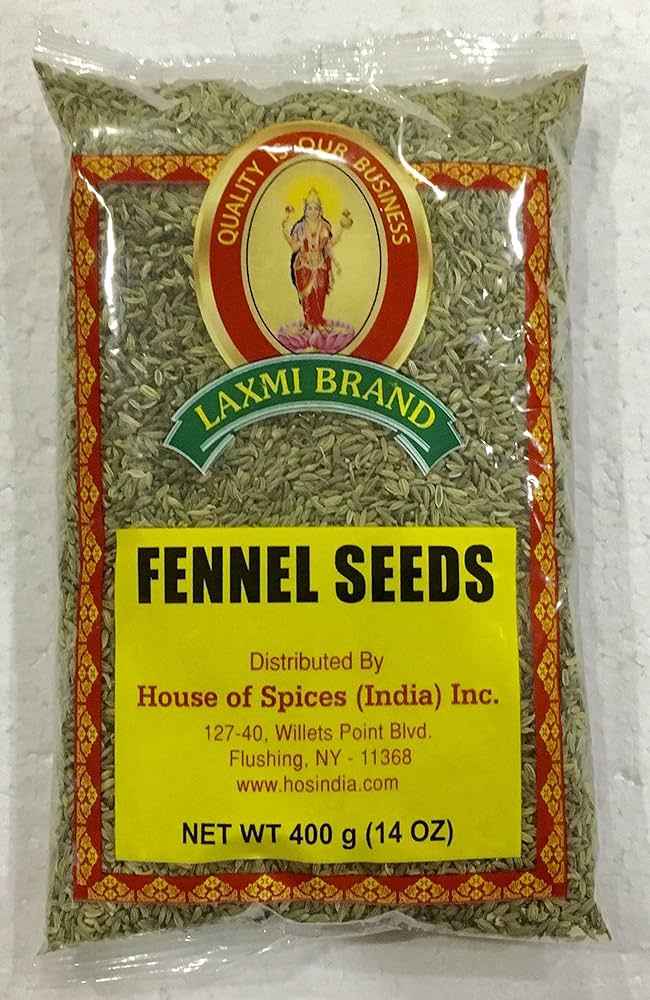 QUALITY IS OUR BUSINESS
LAXMI BRAND
FENNEL SEEDS
Distributed By
House of Spices (India) Inc.
127-40, Willets Point Blvd.
Flushing, NY - 11368
www.hosindia.com
NET WT 400 g (14 OZ)